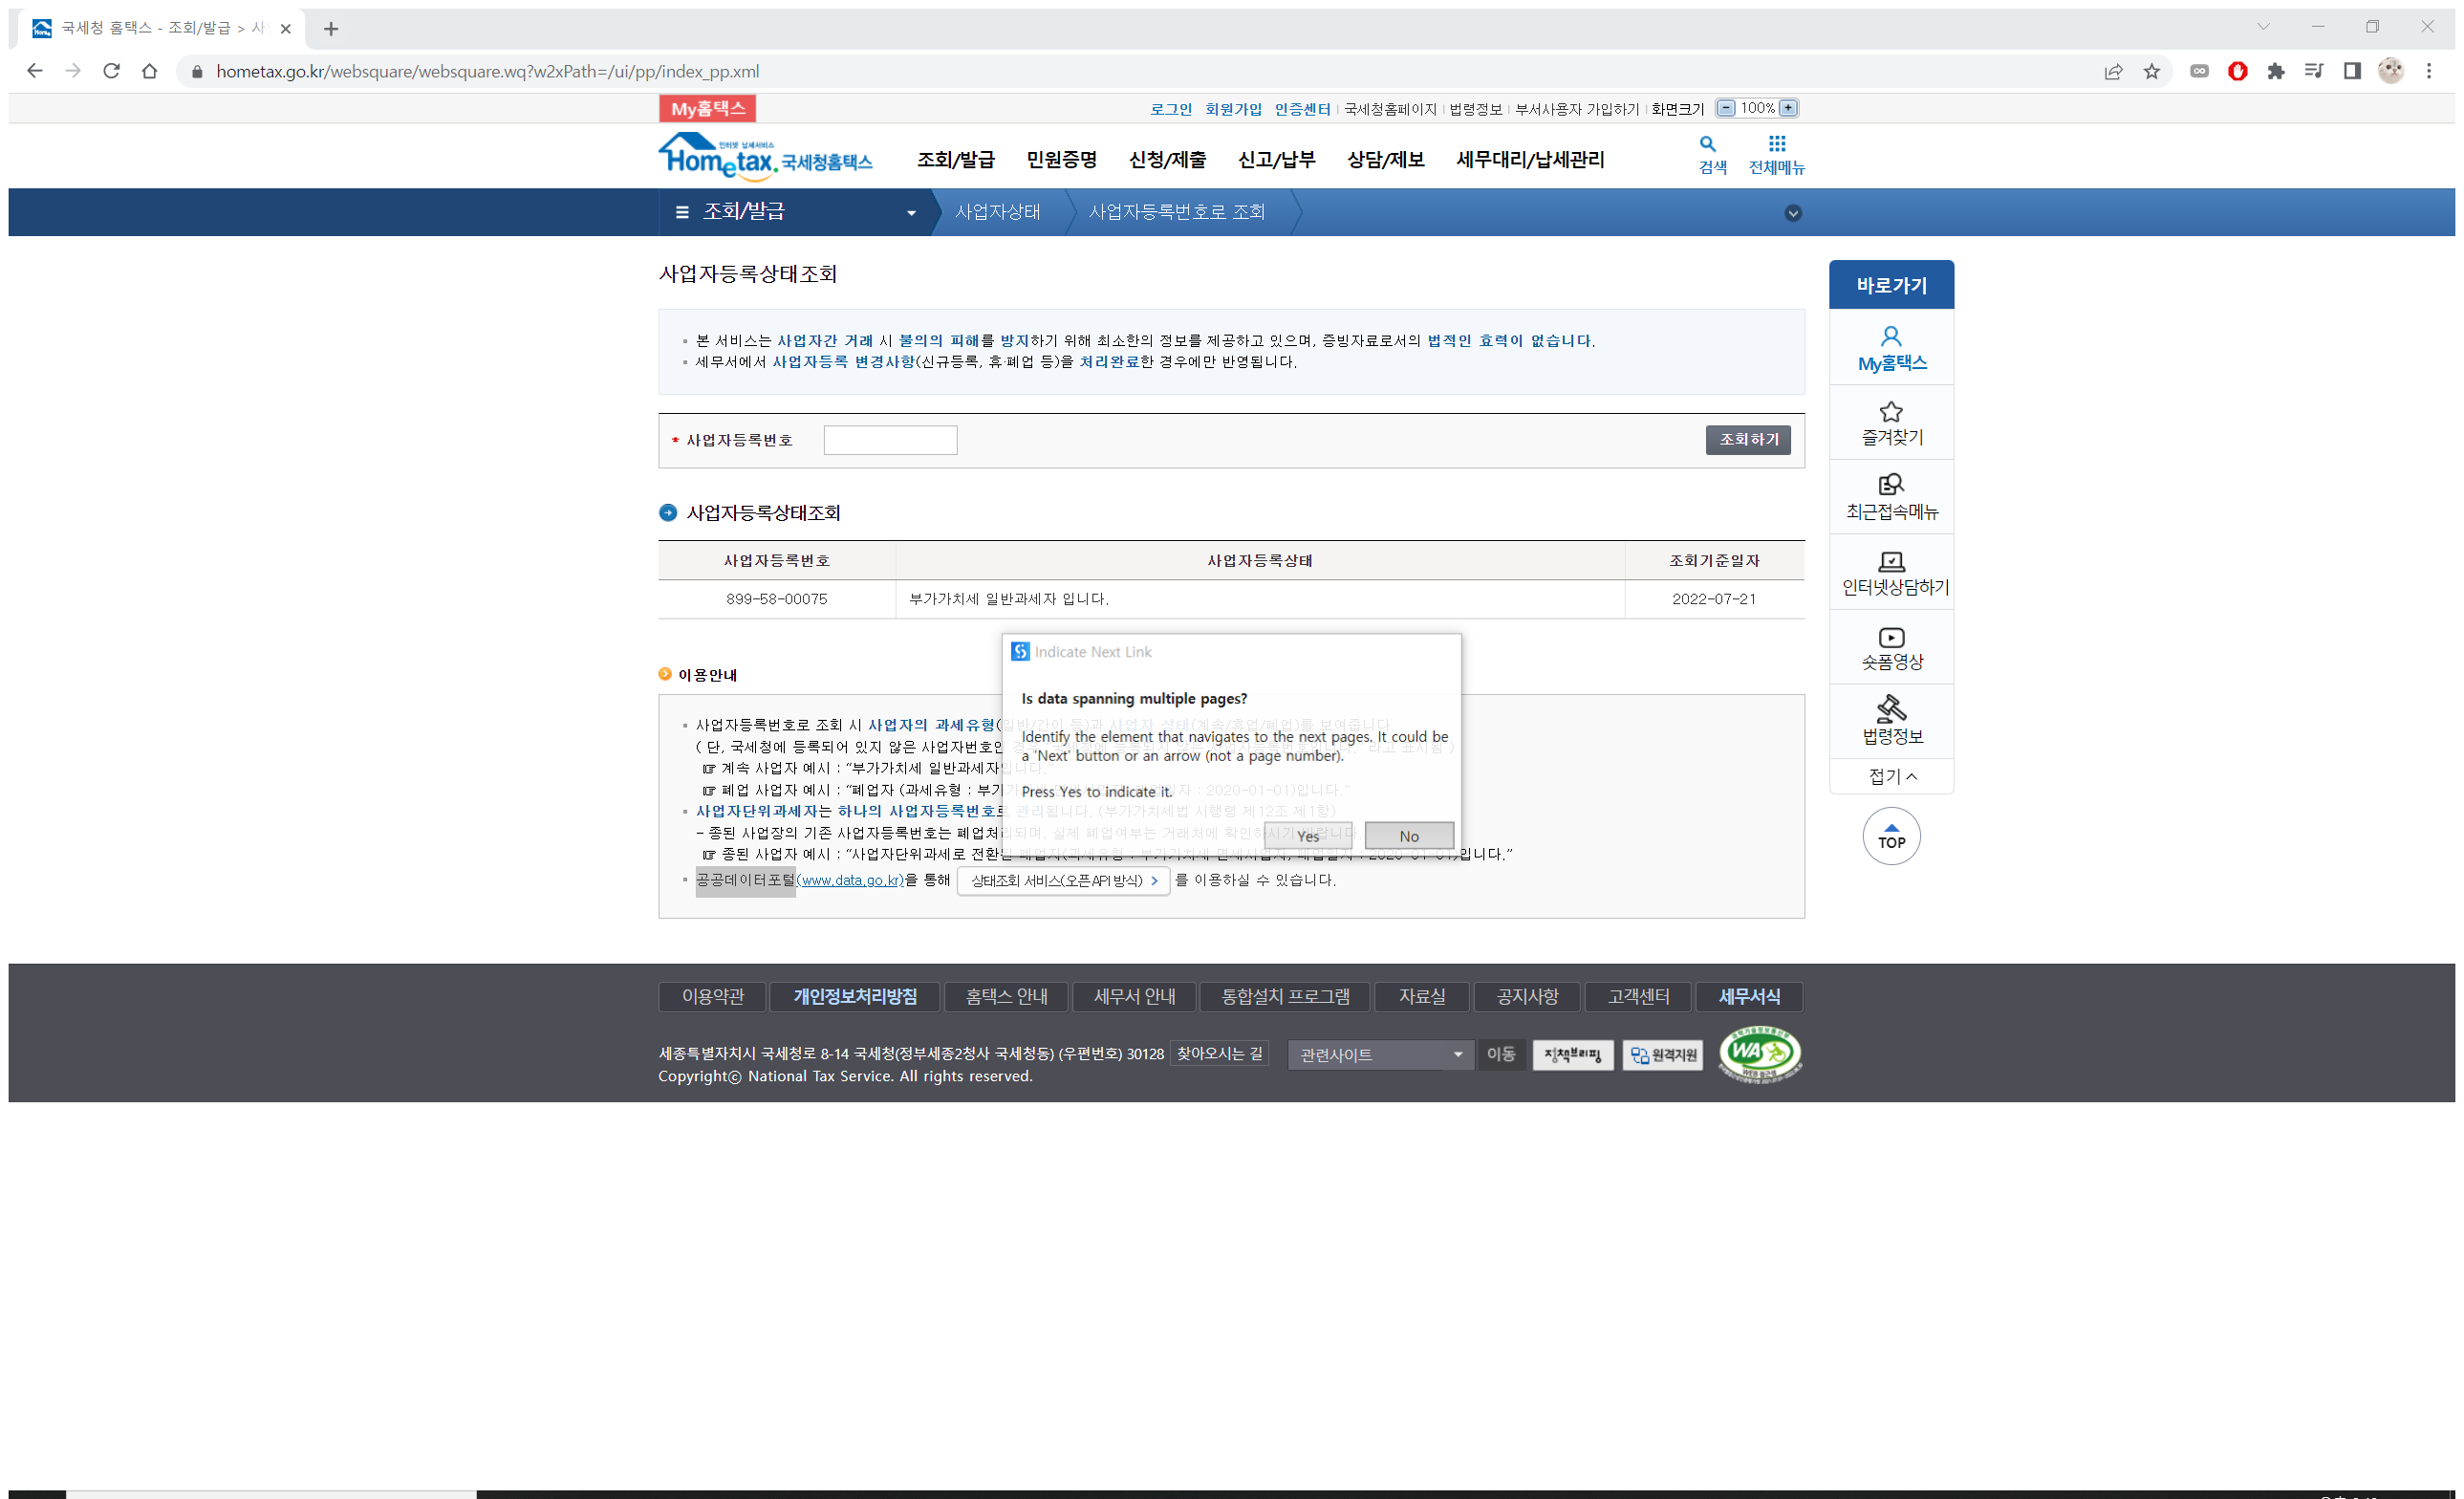 국세청 홈택스 - 조회/발급 > 사
hometax.go.kr/websquare/websquare.wq?w2xPath=/ui/pp/index_pp.xml
My홈택스
로그인 회원가입 인증센터 국세청홈페이지 법령정보 부서사용자 가입하기 화면크기 100%
인터넷 납세서비스
Hometax. 국세청홈택스
조회/발급 민원증명 신청/제출 신고/납부 상담/제보 세무대리/납세관리 검색 전체메뉴
조회/발급 사업자상태 사업자등록번호로 조회
사업자등록상태조회
본 서비스는 사업자간 거래 시 불의의 피해를 방지하기 위해 최소한의 정보를 제공하고 있으며, 증빙자료로서의 법적인 효력이 없습니다.
세무서에서 사업자등록 변경사항(신규등록, 휴·폐업 등)을 처리완료한 경우에만 반영됩니다.
* 사업자등록번호 조회하기
사업자등록상태조회
사업자등록번호 사업자등록상태 조회기준일자
899-58-00075 부가가치세 일반과세자 입니다. 2022-07-21
이용안내
사업자등록번호로 조회 시 사업자의 과세유형(일반/간이 등)과 사업자 상태(계속/휴업/폐업)를 보여줍니다
( 단, 국세청에 등록되어 있지 않은 사업자번호인 경우 "국세청에 등록되지 않은 사업자등록번호입니다." 라고 표시됨 )
☞ 계속 사업자 예시 : "부가가치세 일반과세자입니다.
☞ 폐업 사업자 예시 : "폐업자 (과세유형 : 부가 : 2020-01-01)입니다."
사업자단위과세자는 하나의 사업자등록번호로 관리됩니다. (부가가치세법 시행령 제12조 제1항)
- 종된 사업장의 기존 사업자등록번호는 폐업처리되며, 실제 폐업여부는 거래처에 확인하시기 바랍니다.
☞ 종된 사업자 예시 : "사업자단위과세로 전환된 폐업자(과세유형 : 부가가치세 면세사업자, 폐업일자 : 2020-01-01)입니다."
공공데이터포털(www.data.go.kr)을 통해 상태조회 서비스(오픈API 방식) > 를 이용하실 수 있습니다.
Indicate Next Link
Is data spanning multiple pages?
Identify the element that navigates to the next pages. It could be
a 'Next' button or an arrow (not a page number).
Press Yes to indicate it.
Yes No
바로가기
My홈택스
즐겨찾기
최근접속메뉴
인터넷상담하기
숏폼영상
법령정보
접기
TOP
이용약관 개인정보처리방침 홈택스 안내 세무서 안내 통합설치 프로그램 자료실 공지사항 고객센터 세무서식
세종특별자치시 국세청로 8-14 국세청(정부세종2청사 국세청동) (우편번호) 30128 찾아오시는 길 관련사이트 이동 정책브리핑 원격지원 WA
Copyrightⓒ National Tax Service. All rights reserved.